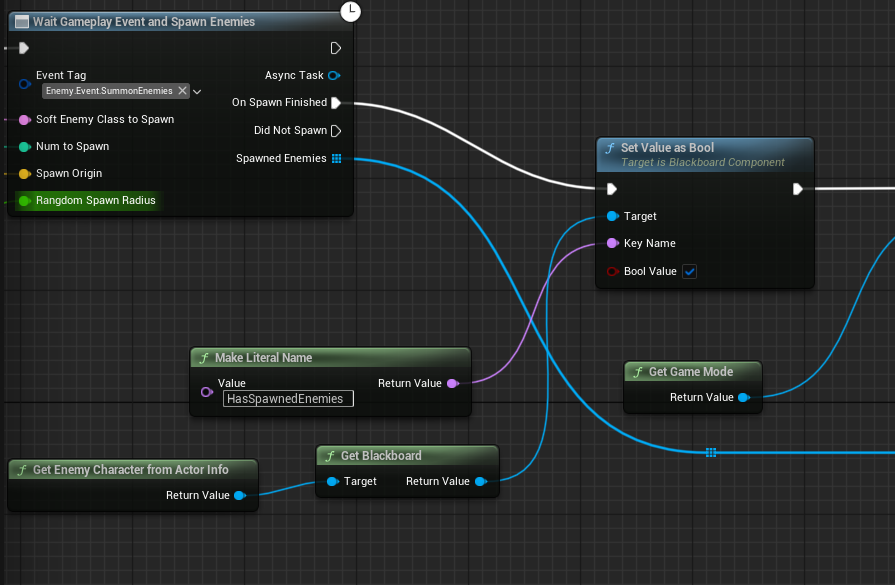 Wait Gameplay Event and Spawn Enemies
Event Tag
Enemy.Event.SummonEnemies
Async Task
On Spawn Finished
Soft Enemy Class to Spawn
Did Not Spawn
Num to Spawn
Spawned Enemies
Spawn Origin
Rangdom Spawn Radius
f Set Value as Bool
Target is Blackboard Component
Target
Key Name
Bool Value
f Make Literal Name
Value
HasSpawnedEnemies
Return Value
f Get Game Mode
Return Value
f Get Enemy Character from Actor Info
Return Value
f Get Blackboard
Target
Return Value